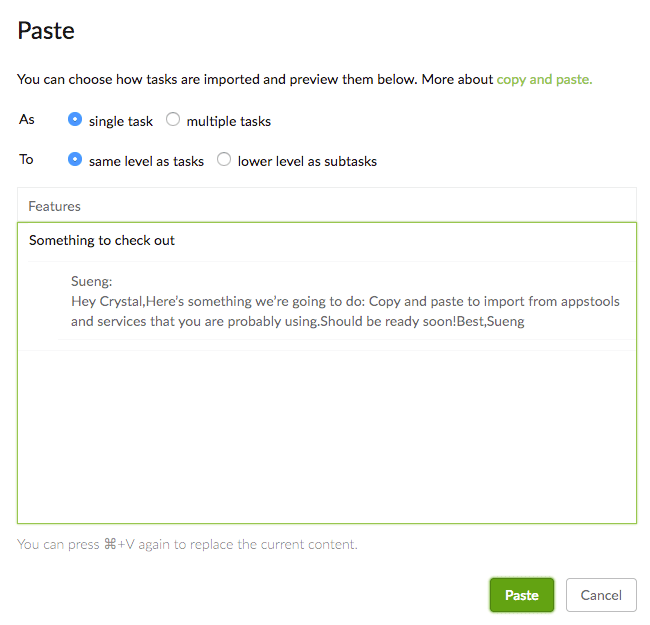 Paste
You can choose how tasks are imported and preview them below. More about copy and paste.
As single task multiple tasks
To same level as tasks lower level as subtasks
Features
Something to check out
Sueng:
Hey Crystal,Here's something we're going to do: Copy and paste to import from appstools
and services that you are probably using.Should be ready soon!Best,Sueng
You can press ⌘+V again to replace the current content.
Paste Cancel